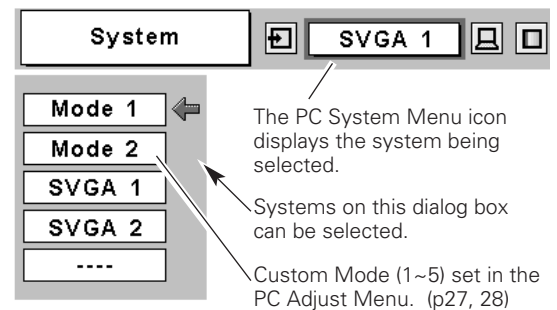 System
SVGA 1
Mode 1
Mode 2
SVGA 1
SVGA 2
----
The PC System Menu icon
displays the system being
selected.
Systems on this dialog box
can be selected.
Custom Mode (1~5) set in the
PC Adjust Menu. (p27, 28)